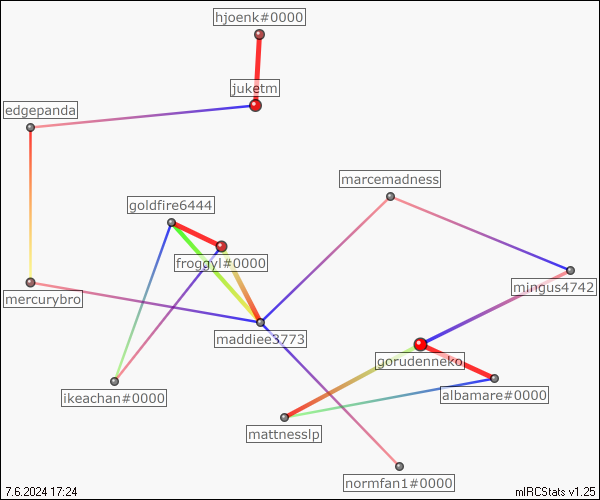 hjoenk#0000
juketm
edgepanda
marcemadness
goldfire6444
froggyl#0000
mingus4742
mercurybro
maddiee3773
gorudenneko
ikeachan#0000
albamare#0000
mattnesslp
normfan1#0000
7.6.2024 17:24
mIRCStats v1.25